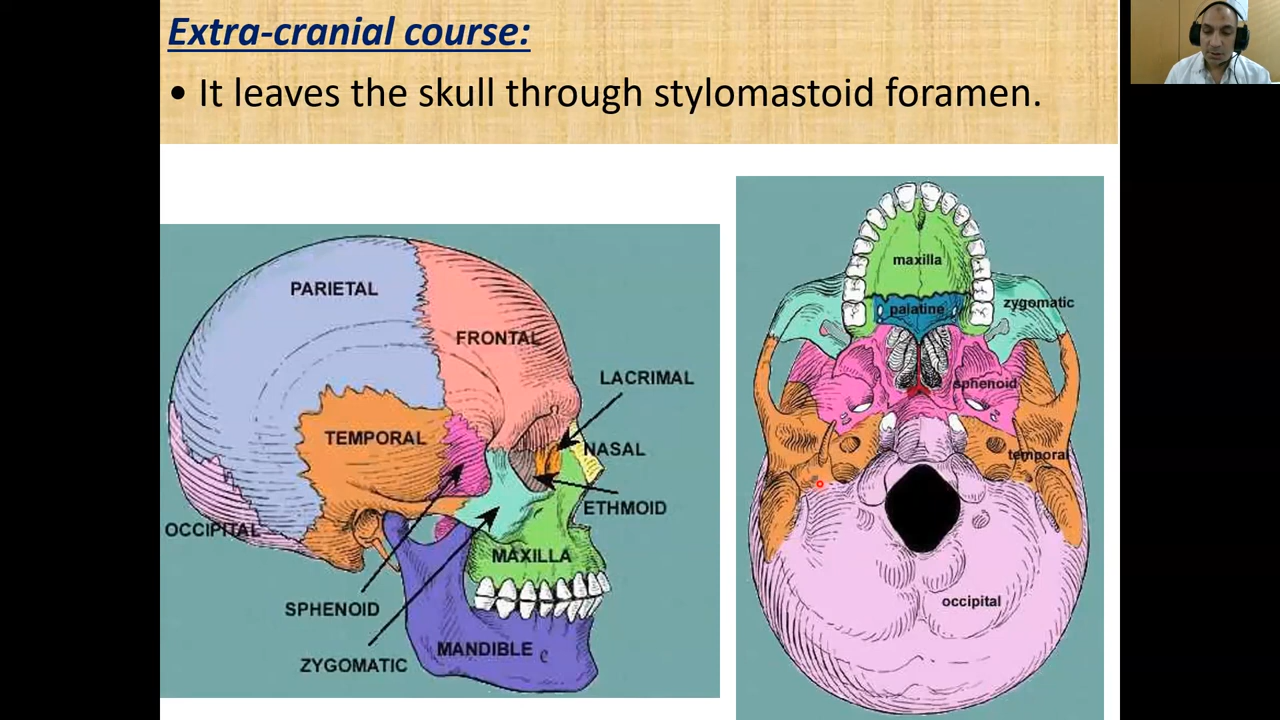 Extra-cranial course:
• It leaves the skull through stylomastoid foramen.
PARIETAL
FRONTAL
LACRIMAL
TEMPORAL
NASAL
ETHMOID
OCCIPITAL
MAXILLA
SPHENOID
MANDIBLE
ZYGOMATIC
maxilla
zygomatic
palatine
sphenoid
temporal
occipital